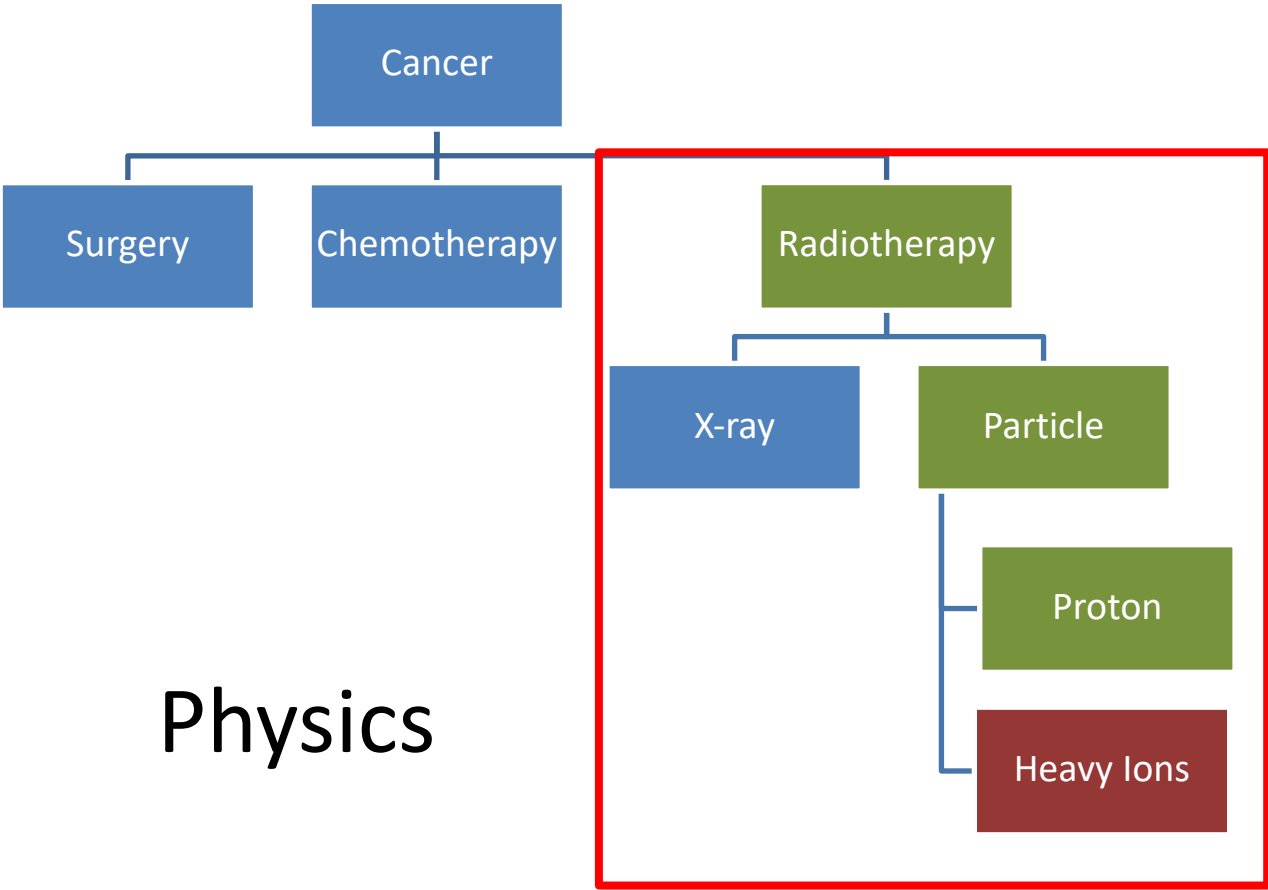 Cancer
Surgery
Chemotherapy
Radiotherapy
X-ray
Particle
Proton
Physics
Heavy Ions